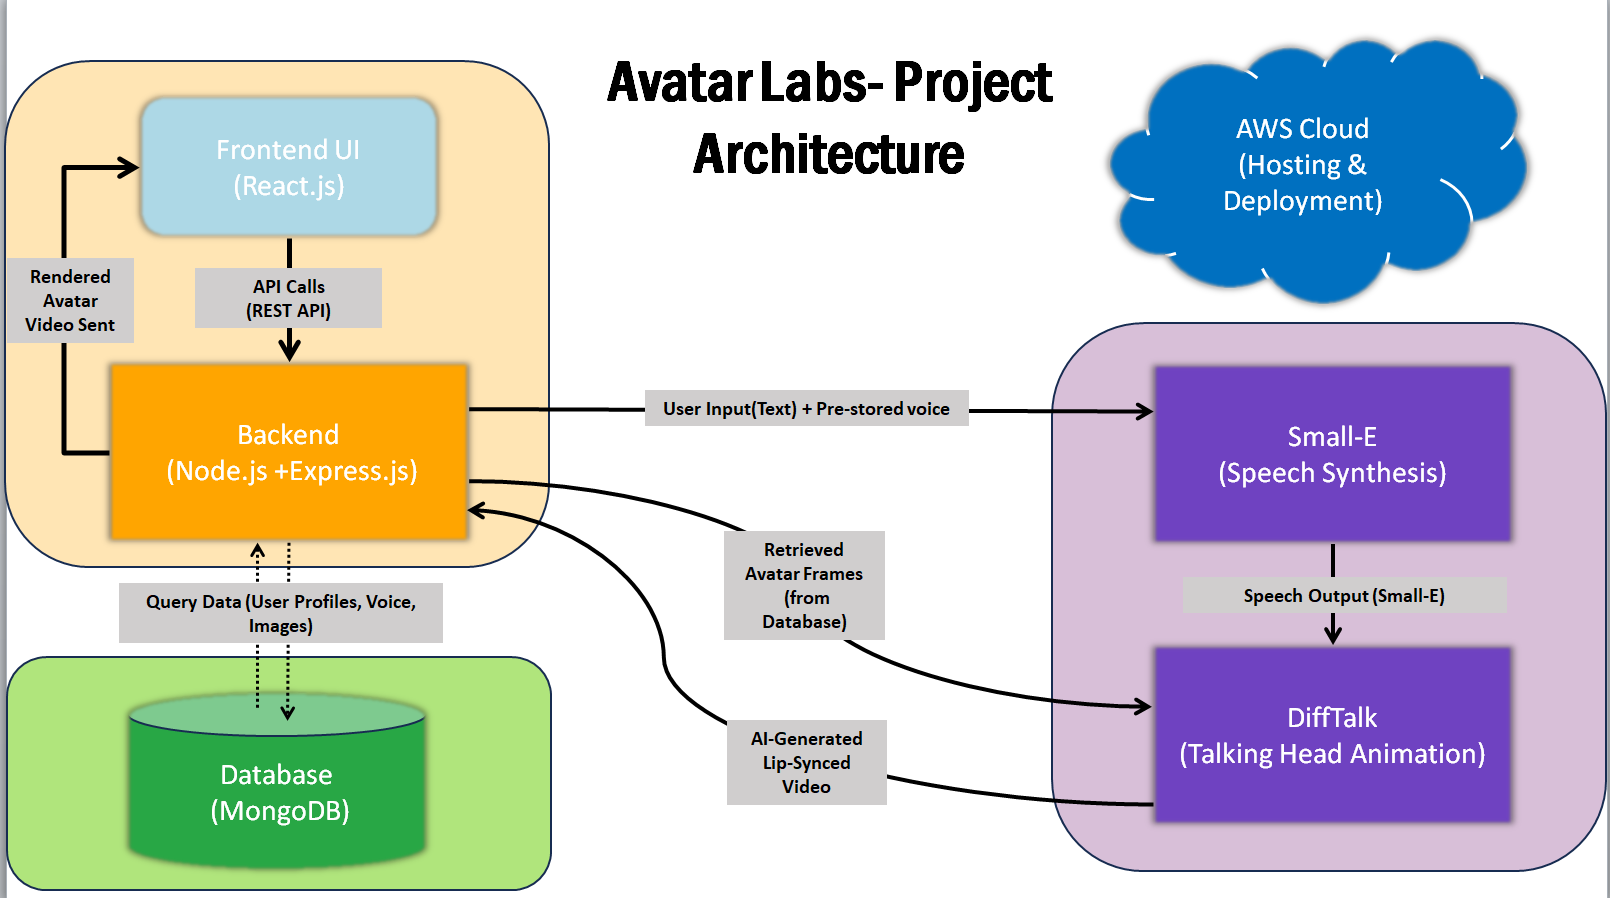 Avatar Labs- Project
Architecture
AWS Cloud
(Hosting &
Deployment)
Frontend UI
(React.js)
Rendered
Avatar
Video Sent
API Calls
(REST API)
Backend
(Node.js +Express.js)
User Input(Text) + Pre-stored voice
Small-E
(Speech Synthesis)
Retrieved
Avatar Frames
(from
Database)
Speech Output (Small-E)
Query Data (User Profiles, Voice,
Images)
DiffTalk
(Talking Head Animation)
AI-Generated
Lip-Synced
Video
Database
(MongoDB)